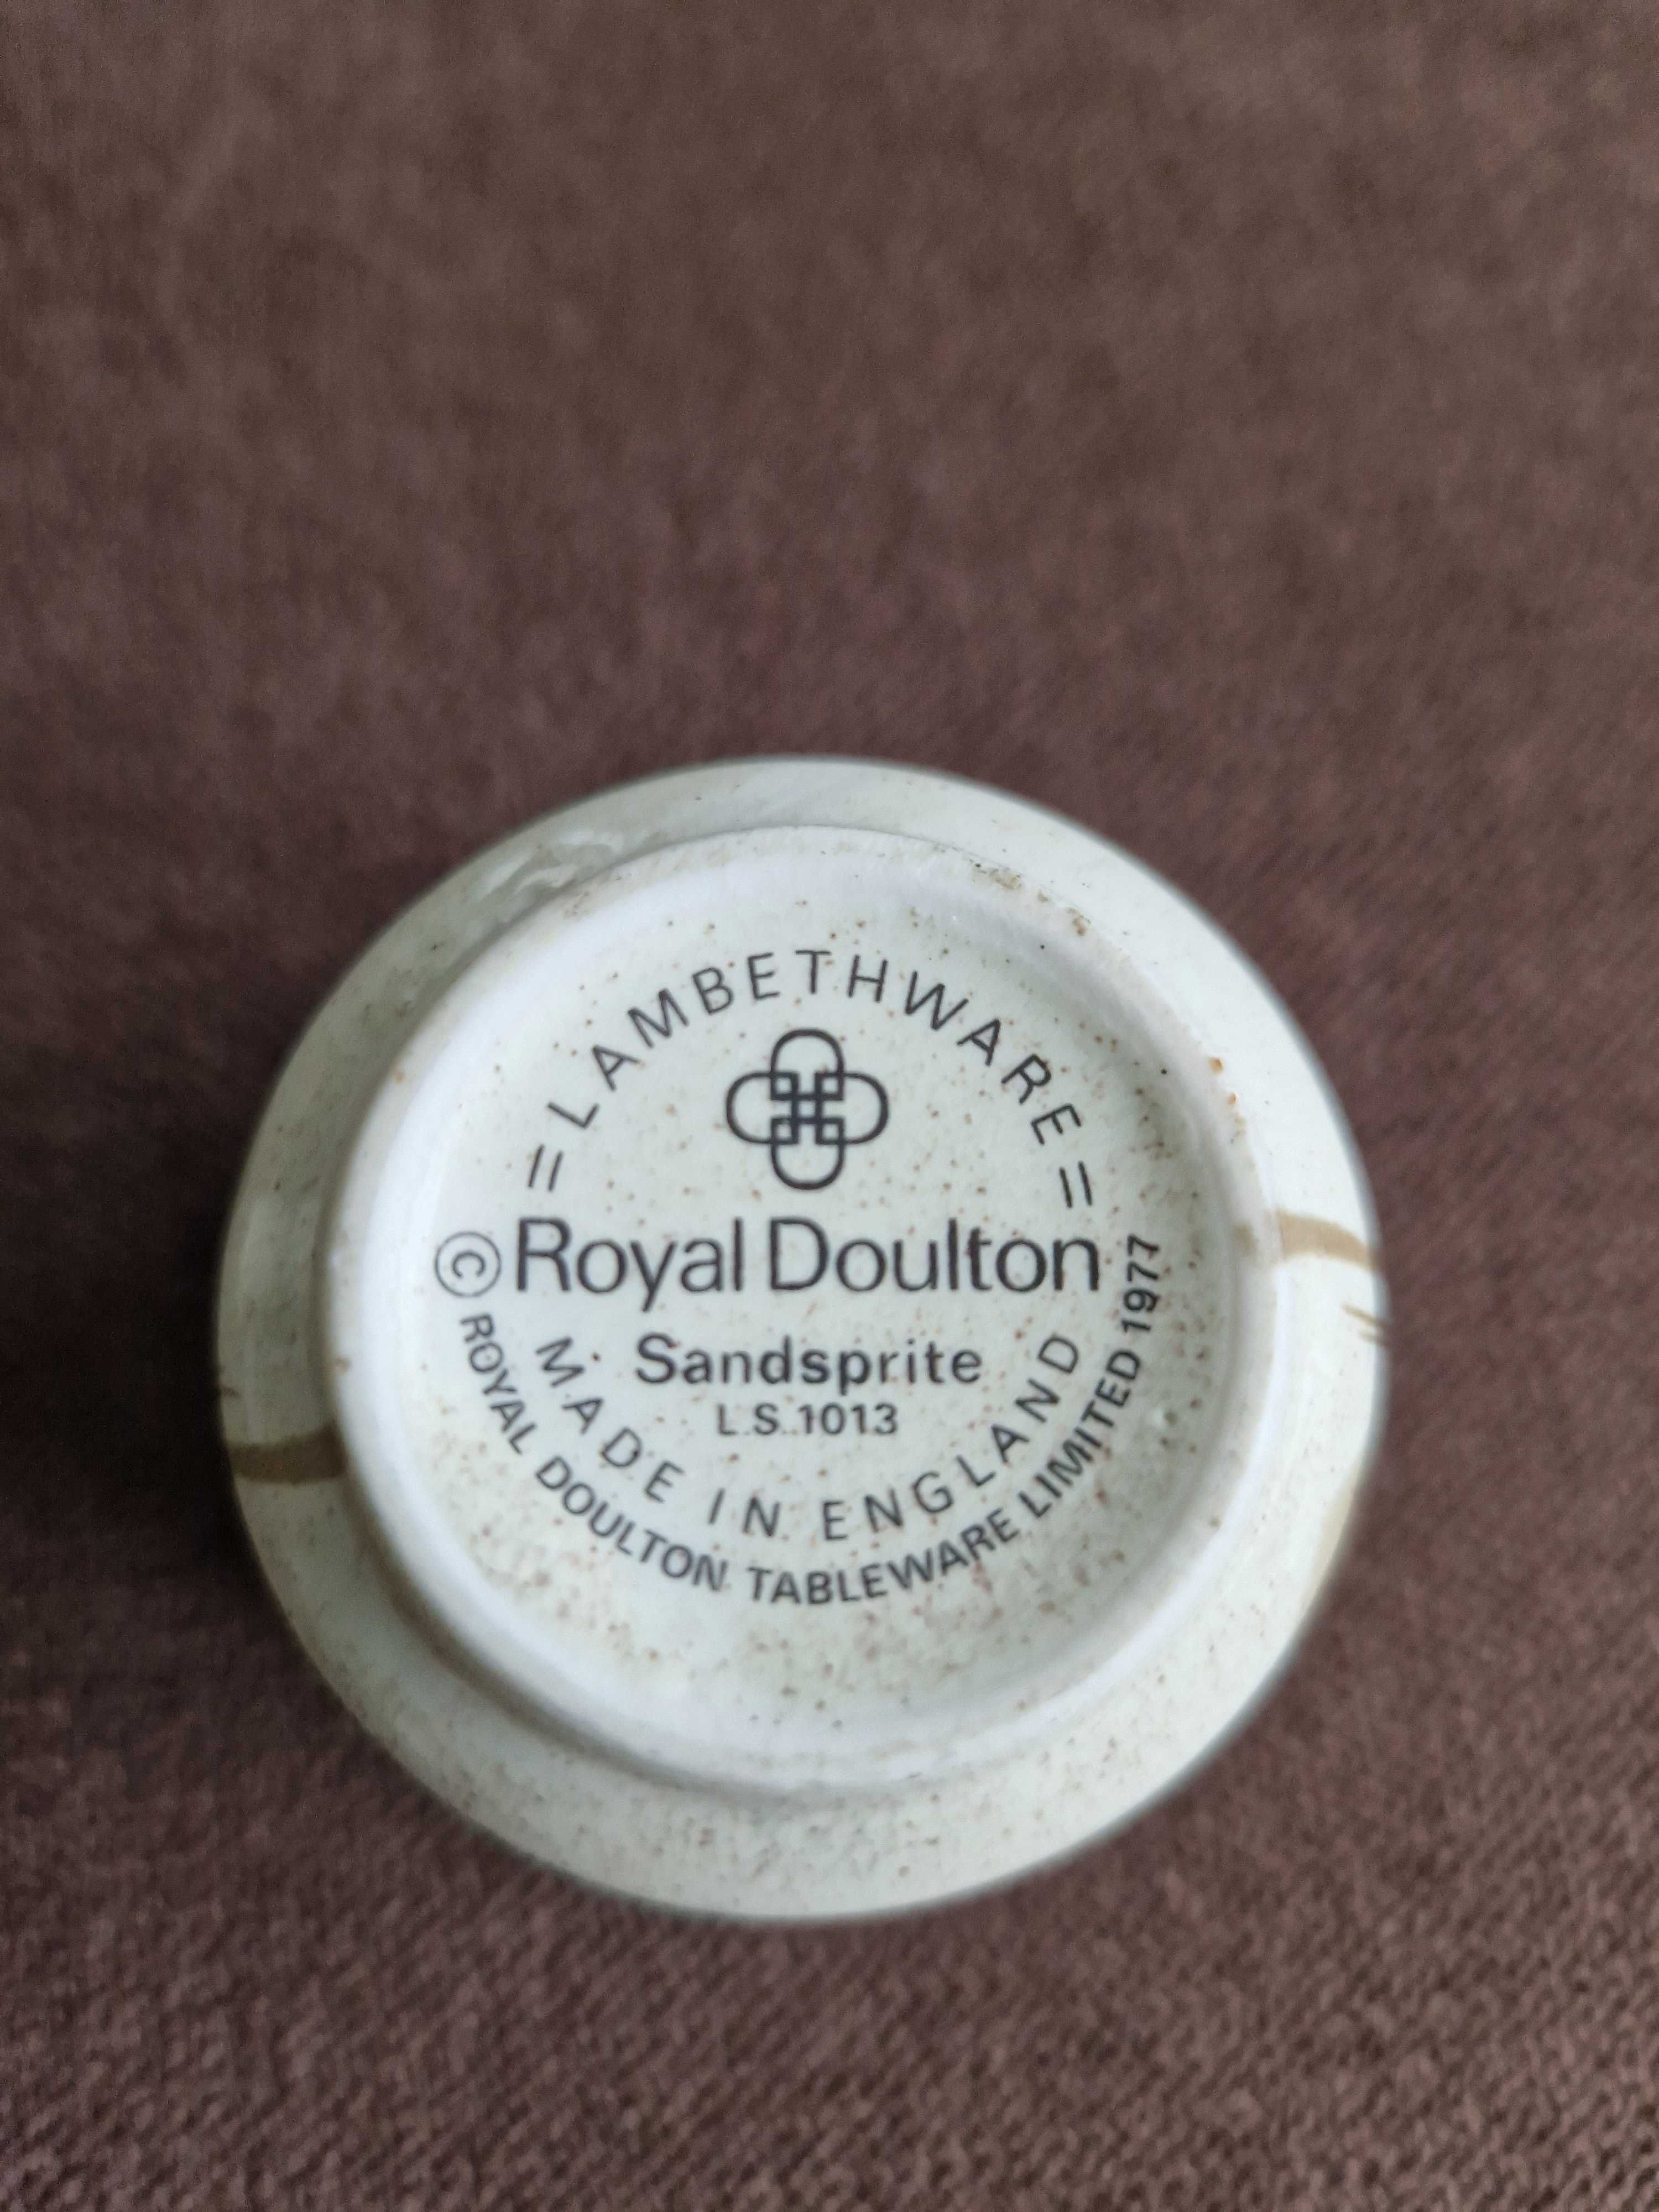 = LAMBETHWARE =
Royal Doulton
Sandsprite
L.S.1013
MADE IN ENGLAND
© ROYAL DOULTON TABLEWARE LIMITED 1977